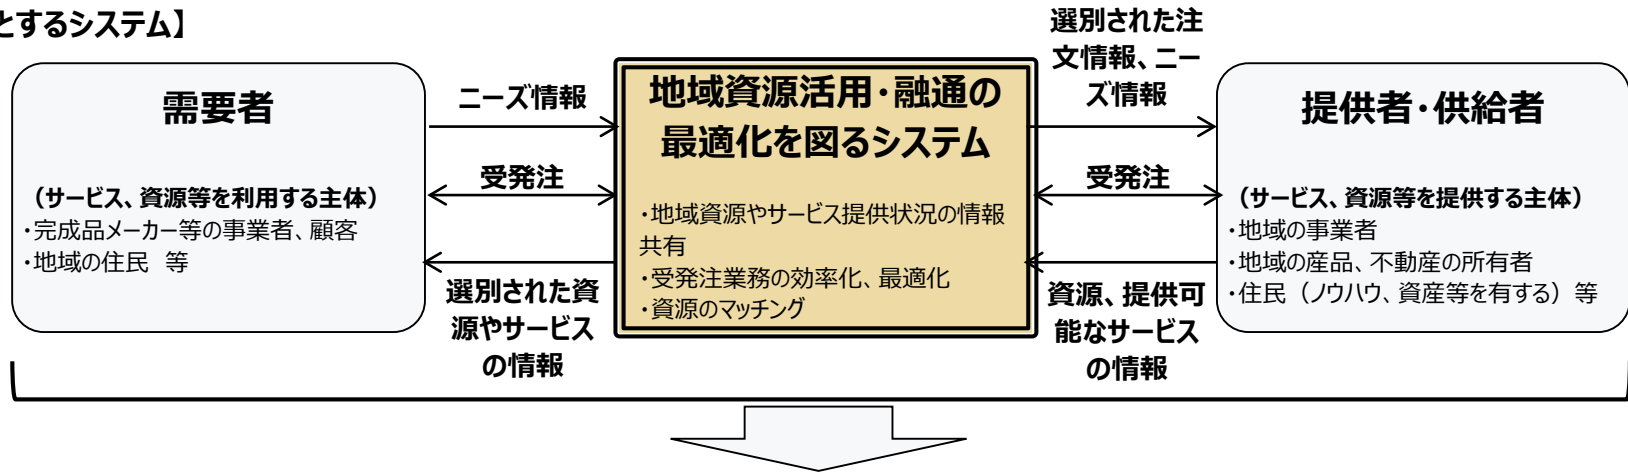 とするシステム】
需要者
（サービス、資源等を利用する主体）
・完成品メーカー等の事業者、顧客
・地域の住民 等
ニーズ情報
受発注
選別された資
源やサービス
の情報
地域資源活用・融通の
最適化を図るシステム
・地域資源やサービス提供状況の情報
共有
・受発注業務の効率化、最適化
・資源のマッチング
選別された注
文情報、ニー
ズ情報
受発注
資源、提供可
能なサービス
の情報
提供者・供給者
（サービス、資源等を提供する主体）
・地域の事業者
・地域の産品、不動産の所有者
・住民（ノウハウ、資産等を有する）等